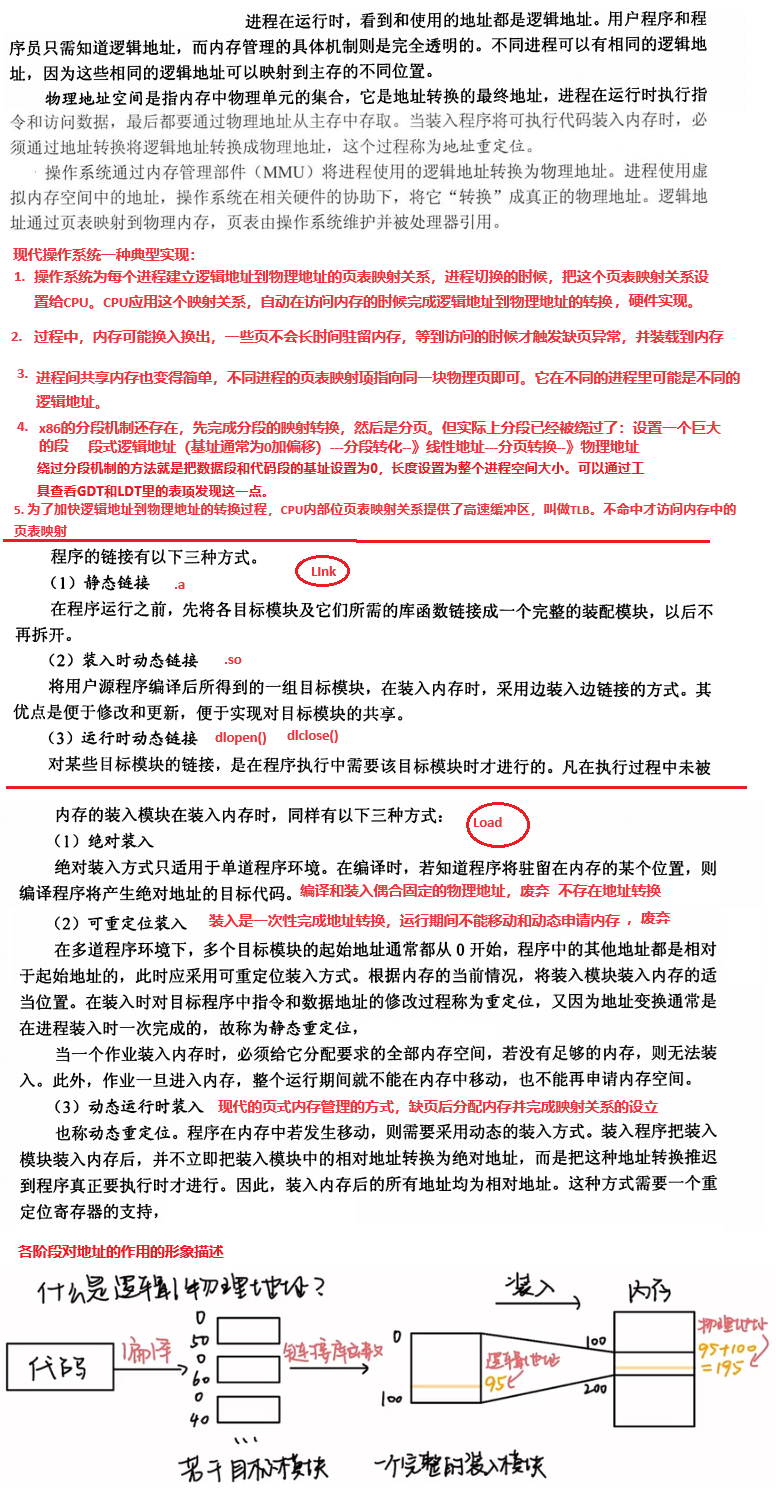 进程在运行时，看到和使用的地址都是逻辑地址。用户程序和程
序员只需知道逻辑地址，而内存管理的具体机制则是完全透明的。不同进程可以有相同的逻辑地
址，因为这些相同的逻辑地址可以映射到主存的不同位置。
物理地址空间是指内存中物理单元的集合，它是地址转换的最终地址，进程在运行时执行指
令和访问数据，最后都要通过物理地址从主存中存取。当装入程序将可执行代码装入内存时，必
须通过地址转换将逻辑地址转换成物理地址，这个过程称为地址重定位。
操作系统通过内存管理部件（MMU）将进程使用的逻辑地址转换为物理地址。进程使用虚
拟内存空间中的地址，操作系统在相关硬件的协助下，将它“转换”成真正的物理地址。逻辑地
址通过页表映射到物理内存，页表由操作系统维护并被处理器引用。
现代操作系统一种典型实现：
1. 操作系统为每个进程建立逻辑地址到物理地址的页表映射关系，进程切换的时候，把这个页表映射关系设
置给CPU。CPU应用这个映射关系，自动在访问内存的时候完成逻辑地址到物理地址的转换，硬件实现。
2. 过程中，内存可能换入换出，一些页不会长时间驻留内存，等到访问的时候才触发缺页异常，并装载到内存
3. 进程间共享内存也变得简单，不同进程的页表映射项指向同一块物理页即可。它在不同的进程里可能是不同的
逻辑地址。
4. x86的分段机制还存在，先完成分段的映射转换，然后是分页。但实际上分段已经被绕过了：设置一个巨大
的段 段式逻辑地址（基址通常为0加偏移）---分段转化--》线性地址---分页转换--》物理地址
绕过分段机制的方法就是把数据段和代码段的基址设置为0，长度设置为整个进程空间大小。可以通过工
具查看GDT和LDT里的表项发现这一点。
5. 为了加快逻辑地址到物理地址的转换过程，CPU内部位页表映射关系提供了高速缓冲区，叫做TLB。不命中才访问内存中的
页表映射
程序的链接有以下三种方式。
Link
（1）静态链接 .a
在程序运行之前，先将各目标模块及它们所需的库函数链接成一个完整的装配模块，以后不
再拆开。
（2）装入时动态链接 .so
将用户源程序编译后所得到的一组目标模块，在装入内存时，采用边装入边链接的方式。其
优点是便于修改和更新，便于实现对目标模块的共享。
（3）运行时动态链接 dlopen() dlclose()
对某些目标模块的链接，是在程序执行中需要该目标模块时才进行的。凡在执行过程中未被
内存的装入模块在装入内存时，同样有以下三种方式： Load
（1）绝对装入
绝对装入方式只适用于单道程序环境。在编译时，若知道程序将驻留在内存的某个位置，则
编译程序将产生绝对地址的目标代码。编译和装入偶合固定的物理地址，废弃 不存在地址转换
（2）可重定位装入 装入是一次性完成地址转换，运行期间不能移动和动态申请内存 ，废弃
在多道程序环境下，多个目标模块的起始地址通常都从 0 开始，程序中的其他地址都是相对
于起始地址的，此时应采用可重定位装入方式。根据内存的当前情况，将装入模块装入内存的适
当位置。在装入时对目标程序中指令和数据地址的修改过程称为重定位，又因为地址变换通常是
在进程装入时一次完成的，故称为静态重定位，
当一个作业装入内存时，必须给它分配要求的全部内存空间，若没有足够的内存，则无法装
入。此外，作业一旦进入内存，整个运行期间就不能在内存中移动，也不能再申请内存空间。
（3）动态运行时装入 现代的页式内存管理的方式，缺页后分配内存并完成映射关系的设立
也称动态重定位。程序在内存中若发生移动，则需要采用动态的装入方式。装入程序把装入
模块装入内存后，并不立即把装入模块中的相对地址转换为绝对地址，而是把这种地址转换推迟
到程序真正要执行时才进行。因此，装入内存后的所有地址均为相对地址。这种方式需要一个重
定位寄存器的支持，
各阶段对地址的作用的形象描述
什么是逻辑/物理地址？
代码
编译
0
50
0
60
0
40
...
若干目标模块
链接库函数
0
100
逻辑地址
95
一个完整的装入模块
装入
内存
100
200
物理地址
95+100
=195